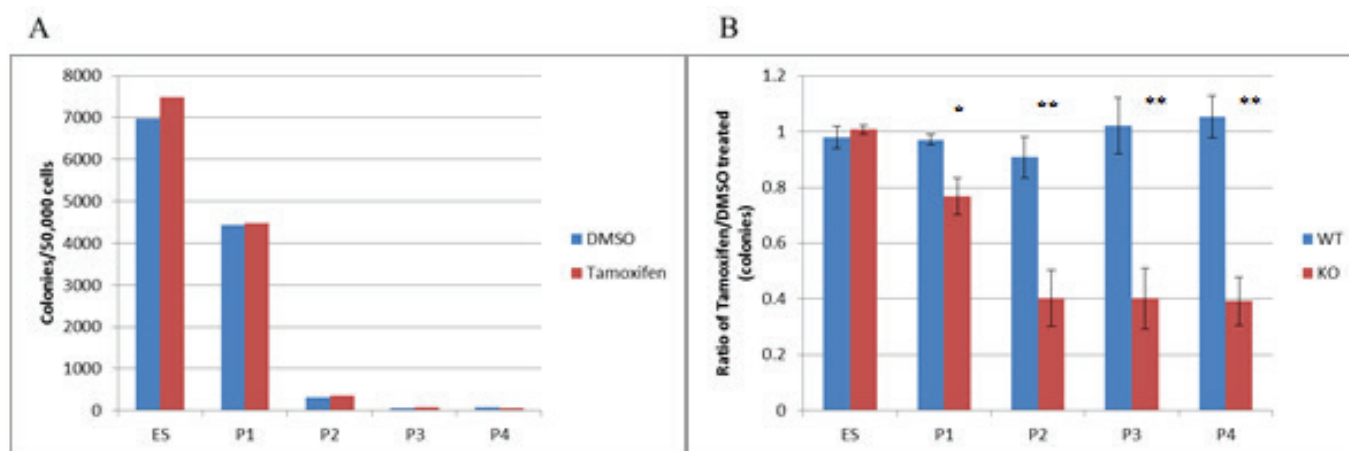 A
B
8000
7000
6000
5000
4000
3000
2000
1000
0
Colonies/50,000 cells
ES P1 P2 P3 P4
DMSO
Tamoxifen
1.2
1
0.8
0.6
0.4
0.2
0
Ratio of Tamoxifen/DMSO treated
(colonies)
* ** ** **
ES P1 P2 P3 P4
WT
KO